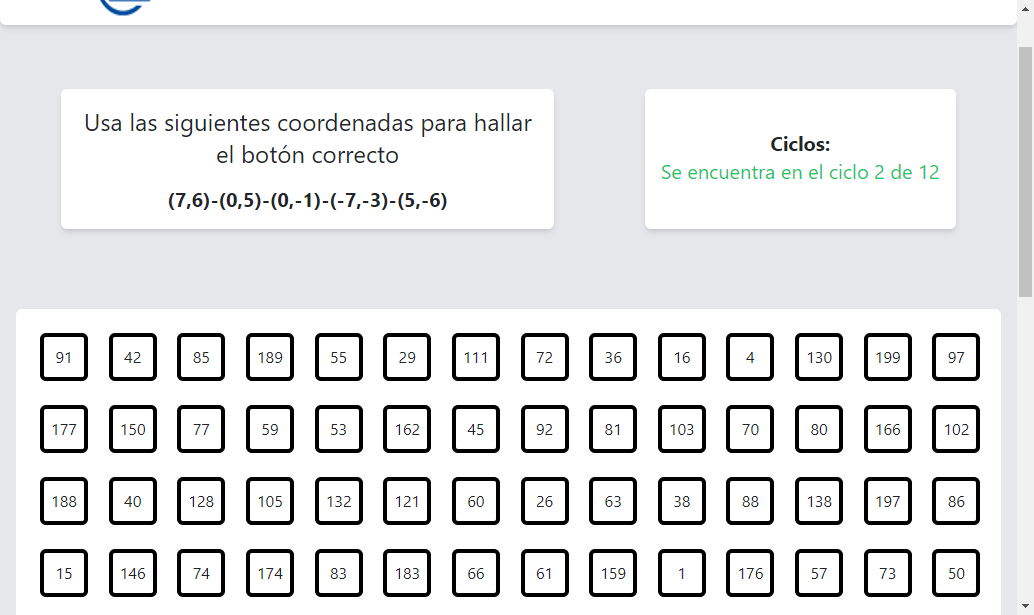 Usa las siguientes coordenadas para hallar
el botón correcto
(7,6)-(0,5)-(0,-1)-(-7,-3)-(5,-6)
Ciclos:
Se encuentra en el ciclo 2 de 12
91 42 85 189 55 29 111 72 36 16 4 130 199 97
177 150 77 59 53 162 45 92 81 103 70 80 166 102
188 40 128 105 132 121 60 26 63 38 88 138 197 86
15 146 74 174 83 183 66 61 159 1 176 57 73 50